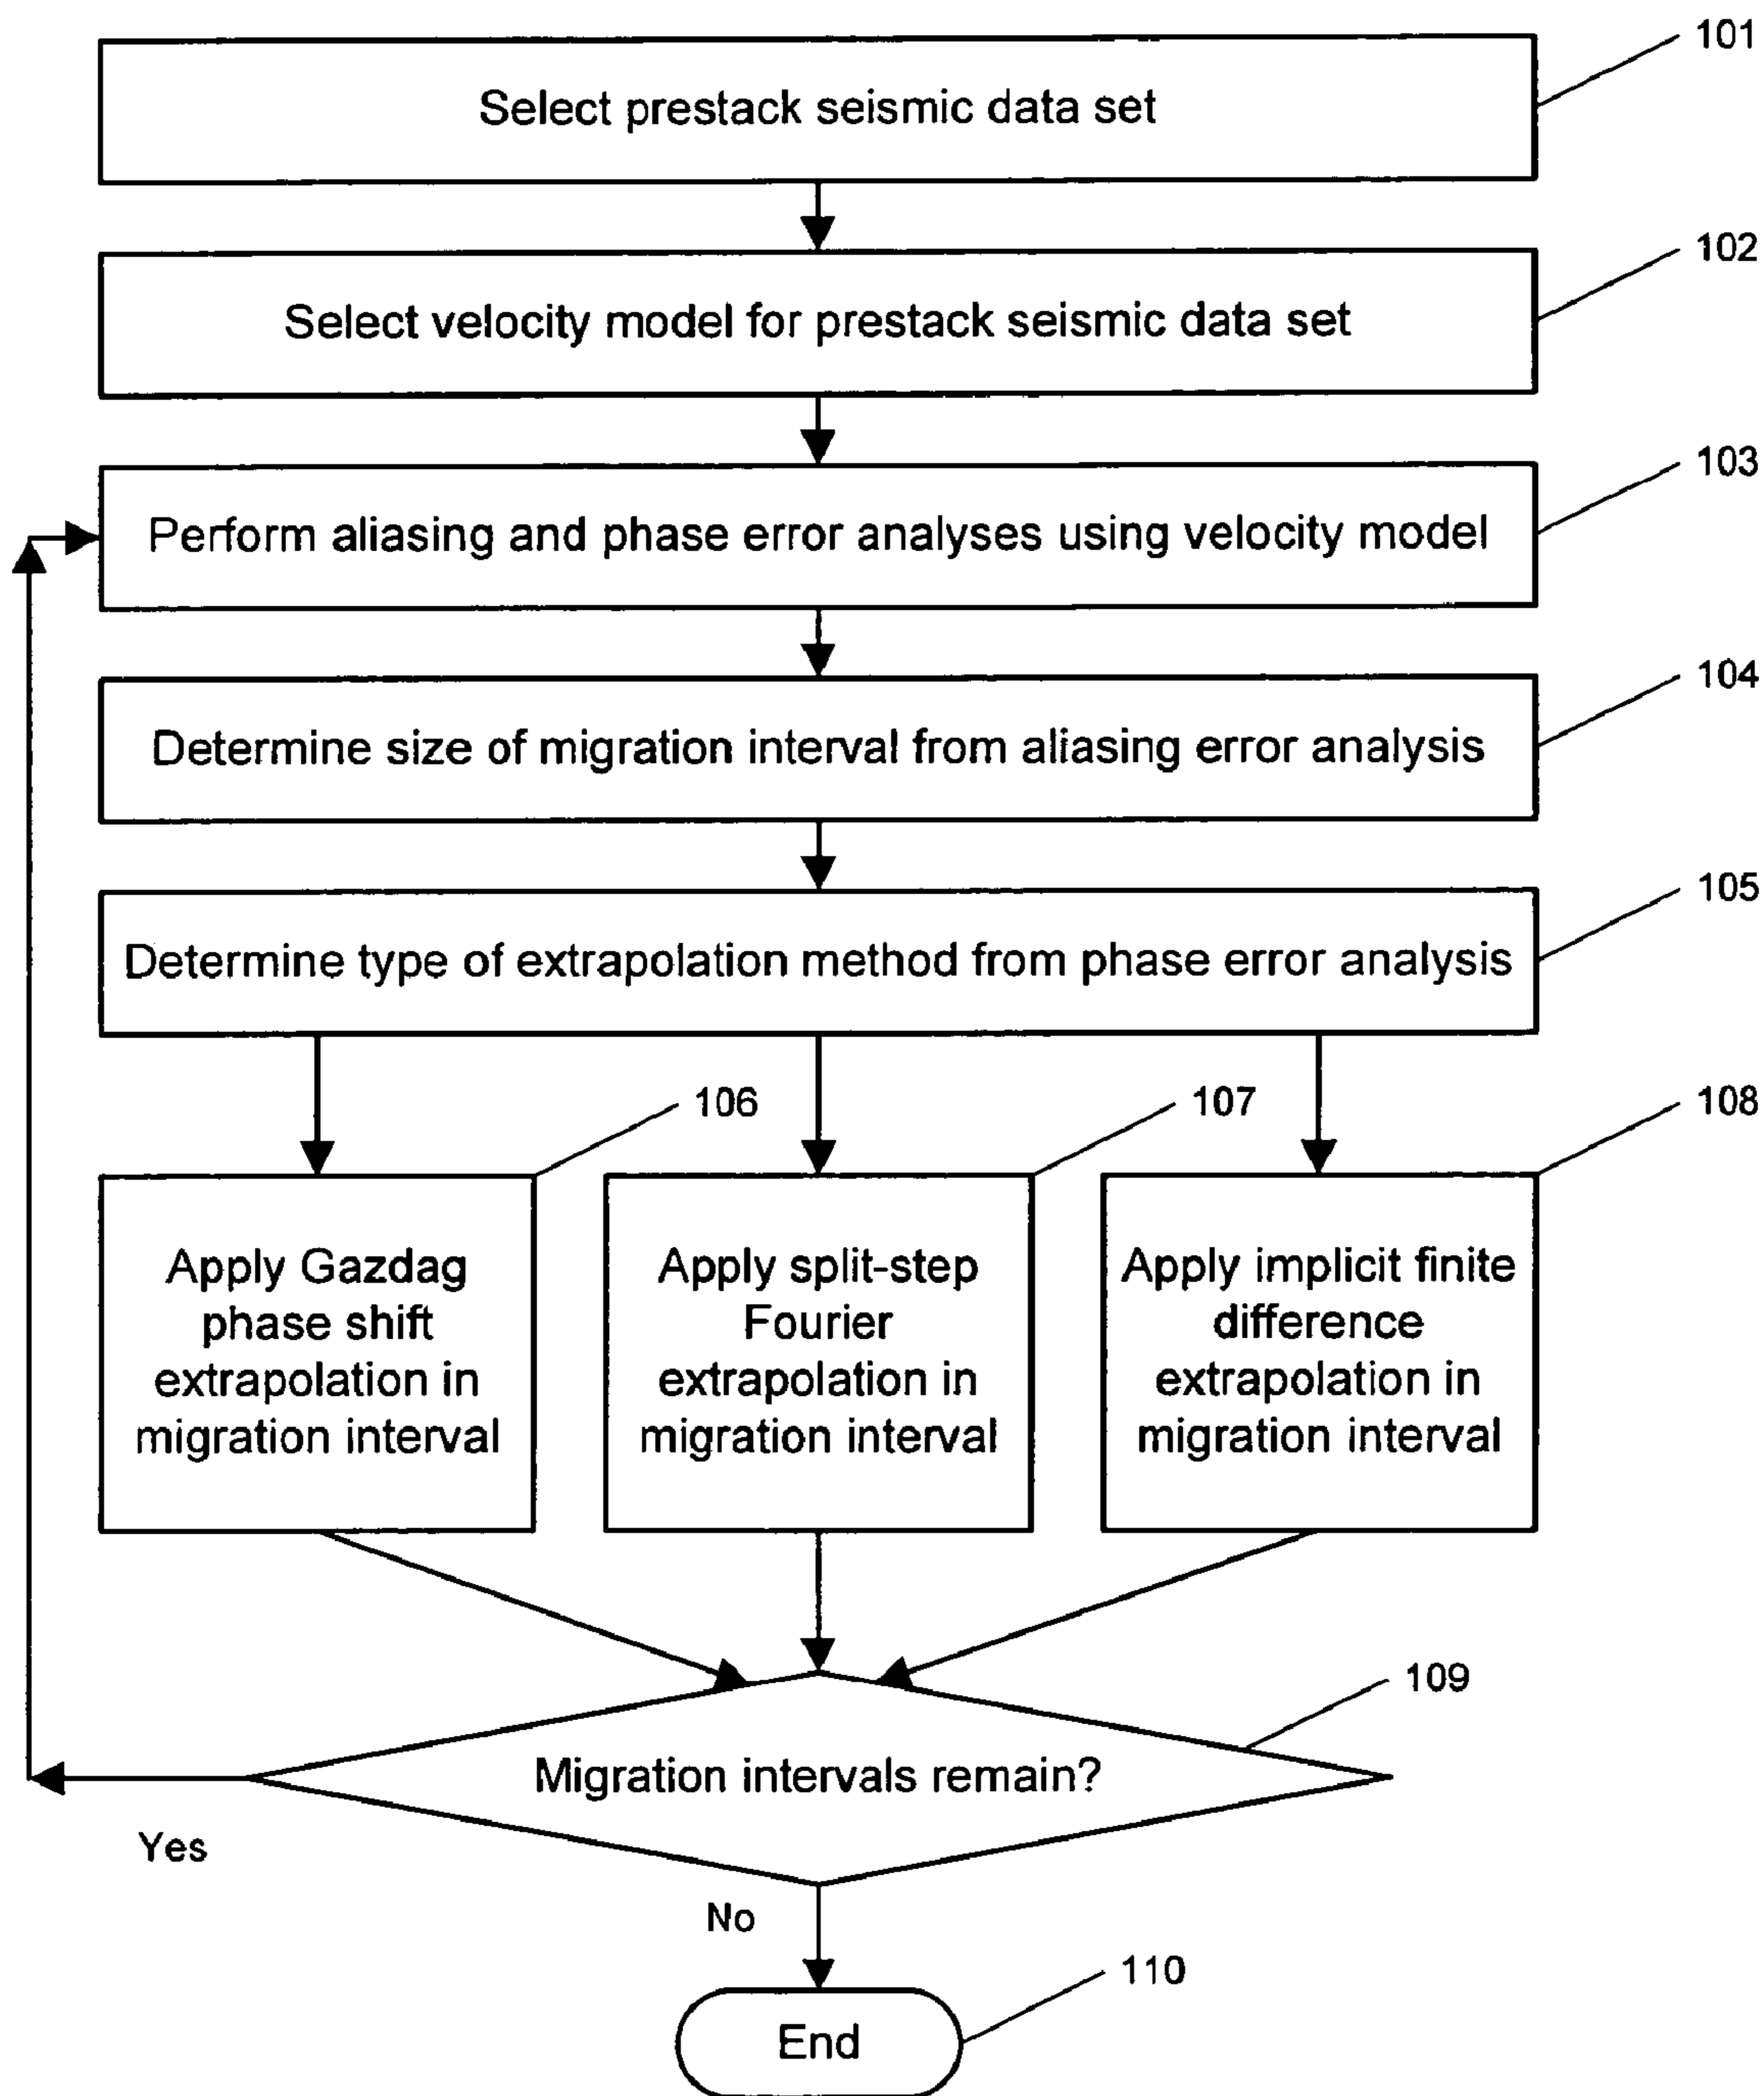 101
Select prestack seismic data set
102
Select velocity model for prestack seismic data set
103
Perform aliasing and phase error analyses using velocity model
104
Determine size of migration interval from aliasing error analysis
105
Determine type of extrapolation method from phase error analysis
106
107
108
Apply Gazdag
phase shift
extrapolation in
migration interval
Apply split-step
Fourier
extrapolation in
migration interval
Apply implicit finite
difference
extrapolation in
migration interval
109
Migration intervals remain?
Yes
No
110
End